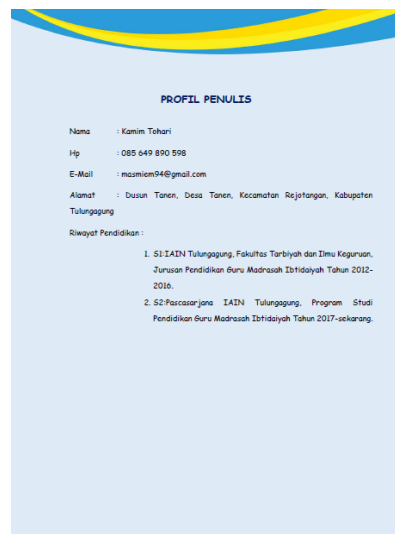 PROFIL PENULIS
Nama : Kamim Tohari
Hp : 085 649 890 598
E-Mail : masmiem94@gmail.com
Alamat : Dusun Tanen, Desa Tanen, Kecamatan Rejotangan, Kabupaten
Tulungagung
Riwayat Pendidikan :
1. S1:IAIN Tulungagung, Fakultas Tarbiyah dan Ilmu Keguruan,
Jurusan Pendidikan Guru Madrasah Ibtidaiyah Tahun 2012-
2016.
2. S2:Pascasarjana IAIN Tulungagung, Program Studi
Pendidikan Guru Madrasah Ibtidaiyah Tahun 2017-sekarang.